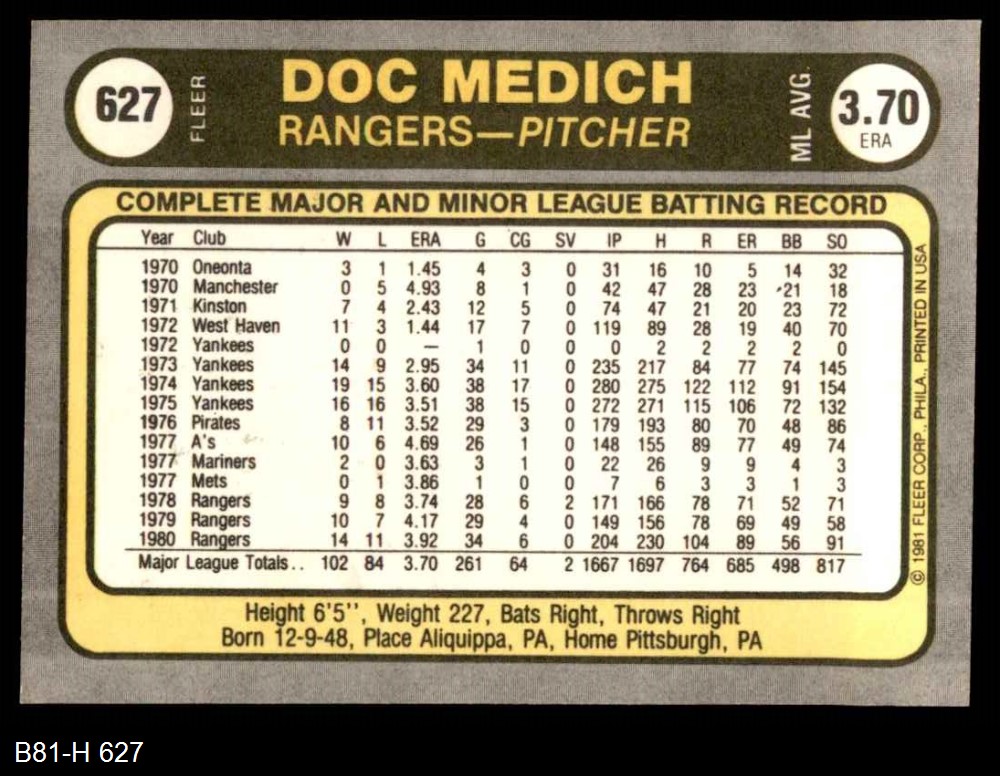 627
FLEER
DOC MEDICH
RANGERS—PITCHER
ML AVG.
3.70
ERA
COMPLETE MAJOR AND MINOR LEAGUE BATTING RECORD
Year Club W L ERA G CG SV IP H R ER BB SO
1970 Oneonta 3 1 1.45 4 3 0 31 16 10 5 14 32
1970 Manchester 0 5 4.93 8 1 0 42 47 28 23 21 18
1971 Kinston 7 4 2.43 12 5 0 74 47 21 20 23 72
1972 West Haven 11 3 1.44 17 7 0 119 89 28 19 40 70
1972 Yankees 0 0 — 1 0 0 0 2 2 2 2 0
1973 Yankees 14 9 2.95 34 11 0 235 217 84 77 74 145
1974 Yankees 19 15 3.60 38 17 0 280 275 122 112 91 154
1975 Yankees 16 16 3.51 38 15 0 272 271 115 106 72 132
1976 Pirates 8 11 3.52 29 3 0 179 193 80 70 48 86
1977 A's 10 6 4.69 26 1 0 148 155 89 77 49 74
1977 Mariners 2 0 3.63 3 1 0 22 26 9 9 4 3
1977 Mets 0 1 3.86 1 0 0 7 6 3 3 1 3
1978 Rangers 9 8 3.74 28 6 2 171 166 78 71 52 71
1979 Rangers 10 7 4.17 29 4 0 149 156 78 69 49 58
1980 Rangers 14 11 3.92 34 6 0 204 230 104 89 56 91
Major League Totals.. 102 84 3.70 261 64 2 1667 1697 764 685 498 817
© 1981 FLEER CORP., PHILA., PRINTED IN USA
Height 6'5'', Weight 227, Bats Right, Throws Right
Born 12-9-48, Place Aliquippa, PA, Home Pittsburgh, PA
B81-H 627